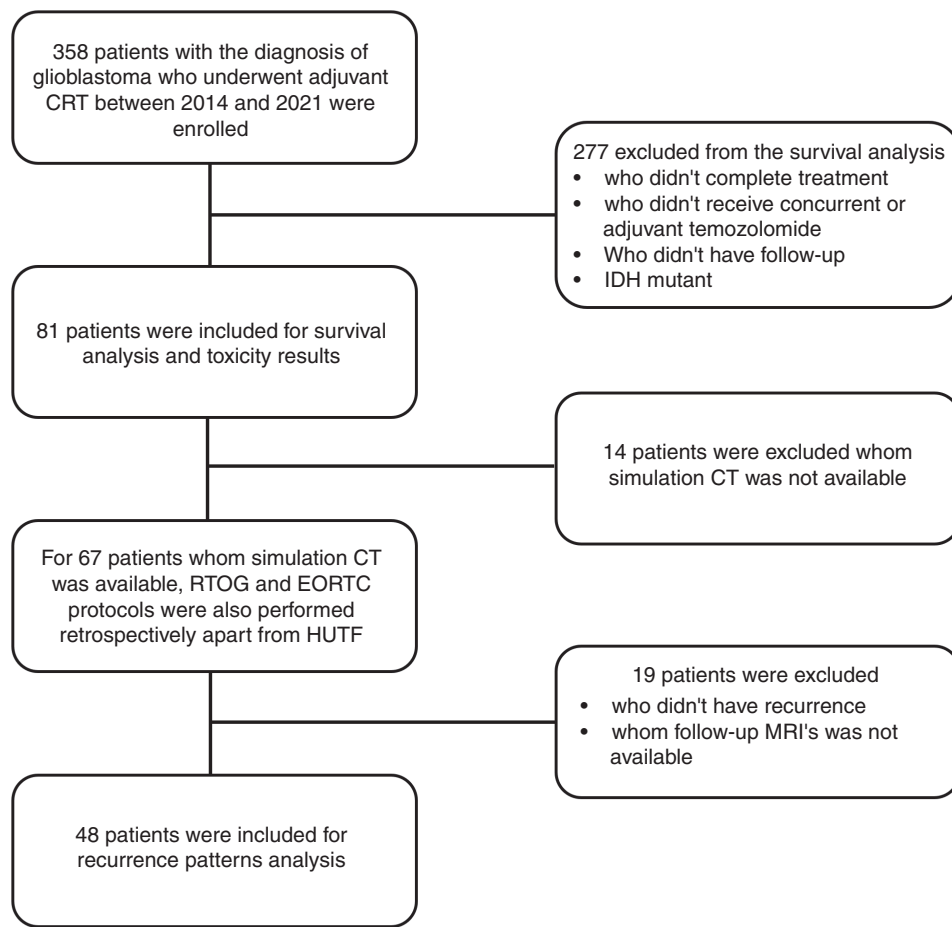 358 patients with the diagnosis of
glioblastoma who underwent adjuvant
CRT between 2014 and 2021 were
enrolled
277 excluded from the survival analysis
• who didn't complete treatment
• who didn't receive concurrent or
adjuvant temozolomide
• Who didn't have follow-up
• IDH mutant
81 patients were included for survival
analysis and toxicity results
14 patients were excluded whom
simulation CT was not available
For 67 patients whom simulation CT
was available, RTOG and EORTC
protocols were also performed
retrospectively apart from HUTF
19 patients were excluded
• who didn't have recurrence
• whom follow-up MRI's was not
available
48 patients were included for
recurrence patterns analysis